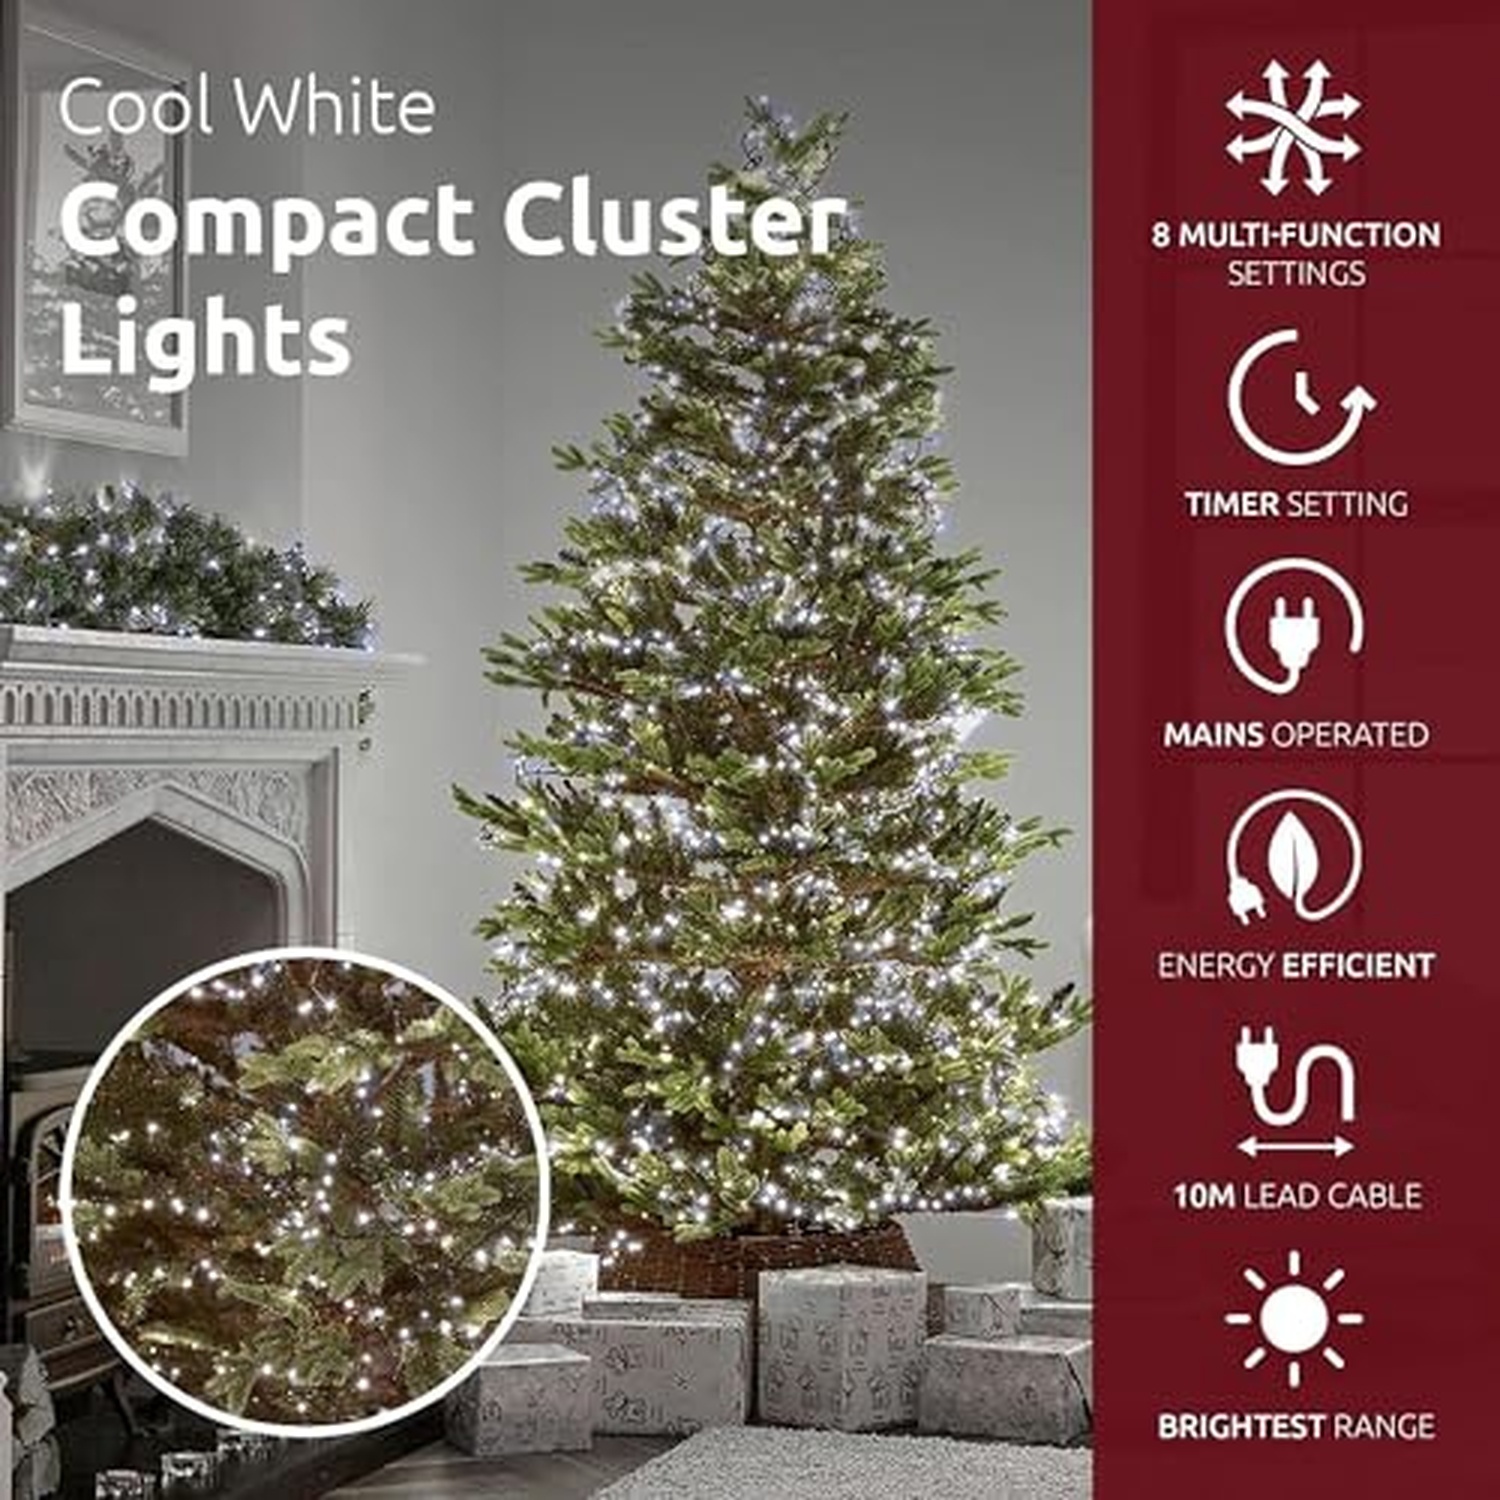 Cool White
Compact Cluster
Lights
8 MULTI-FUNCTION
SETTINGS
TIMER SETTING
MAINS OPERATED
ENERGY EFFICIENT
10M LEAD CABLE
BRIGHTEST RANGE